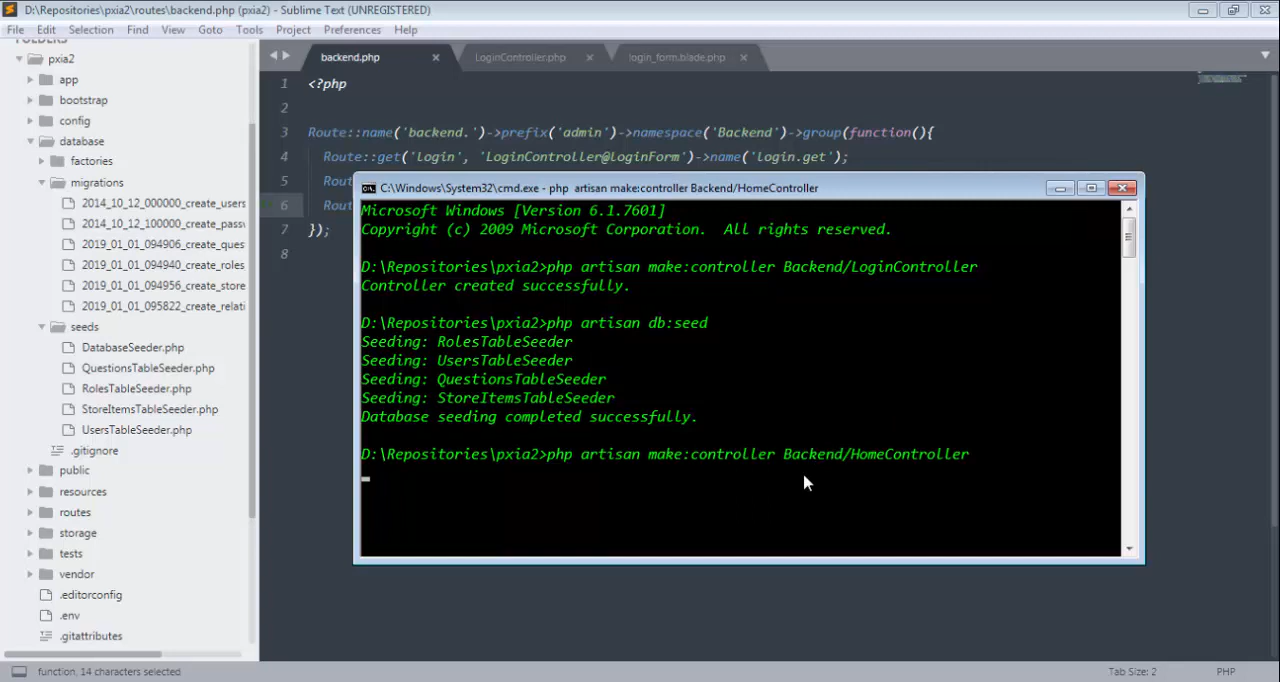 D:\Repositories\pxia2\routes\backend.php (pxia2) - Sublime Text (UNREGISTERED)
File Edit Selection Find View Goto Tools Project Preferences Help
FOLDERS
pxia2
app
bootstrap
config
database
factories
migrations
2014_10_12_000000_create_users
2014_10_12_100000_create_pass
2019_01_01_094906_create_ques
2019_01_01_094940_create_roles
2019_01_01_094956_create_store
2019_01_01_095822_create_relati
seeds
DatabaseSeeder.php
QuestionsTableSeeder.php
RolesTableSeeder.php
StoreItemsTableSeeder.php
UsersTableSeeder.php
.gitignore
public
resources
routes
storage
tests
vendor
.editorconfig
.env
.gitattributes
backend.php LoginController.php login_form.blade.php
1 <?php
2
3 Route::name('backend.')->prefix('admin')->namespace('Backend')->group(function(){
4 Route::get('login', 'LoginController@loginForm')->name('login.get');
5 Rout
6 Rout
7 });
8
C:\Windows\System32\cmd.exe - php artisan make:controller Backend/HomeController
Microsoft Windows [Version 6.1.7601]
Copyright (c) 2009 Microsoft Corporation. All rights reserved.
D:\Repositories\pxia2>php artisan make:controller Backend/LoginController
Controller created successfully.
D:\Repositories\pxia2>php artisan db:seed
Seeding: RolesTableSeeder
Seeding: UsersTableSeeder
Seeding: QuestionsTableSeeder
Seeding: StoreItemsTableSeeder
Database seeding completed successfully.
D:\Repositories\pxia2>php artisan make:controller Backend/HomeController
function, 14 characters selected Tab Size: 2 PHP